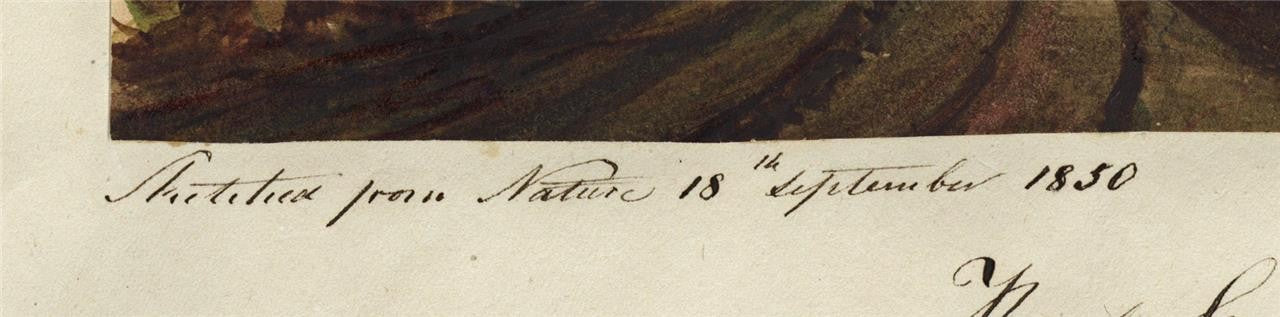 Sketched from Nature 18th September 1850